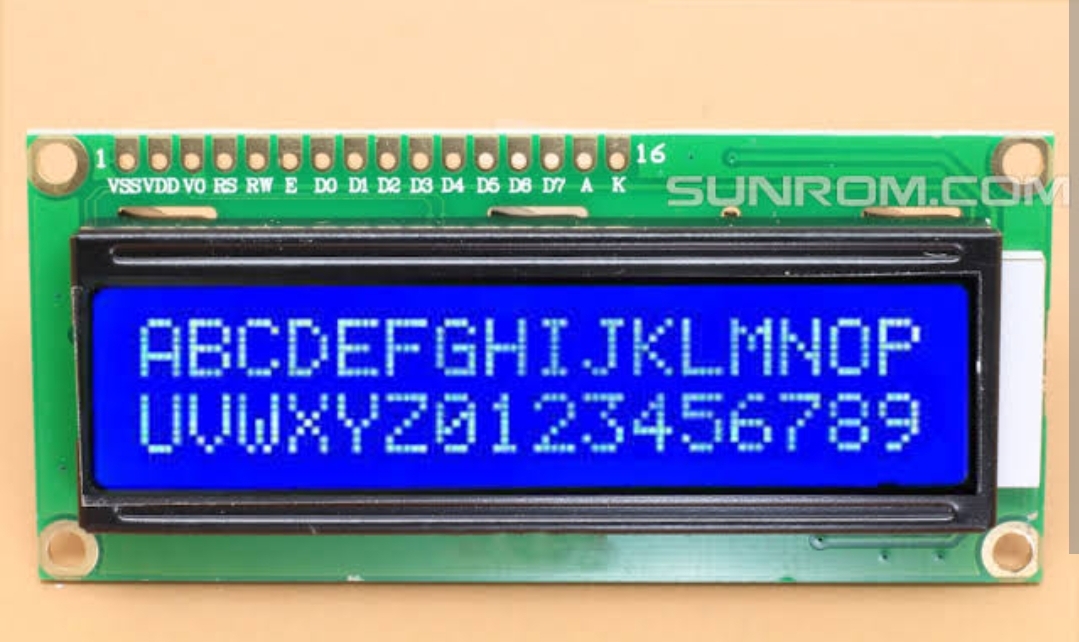 1 16
VSS VDD V0 RS RW E D0 D1 D2 D3 D4 D5 D6 D7 A K
SUNROM.COM
ABCDEFGHIJKLMNOP
UVWXYZ0123456789